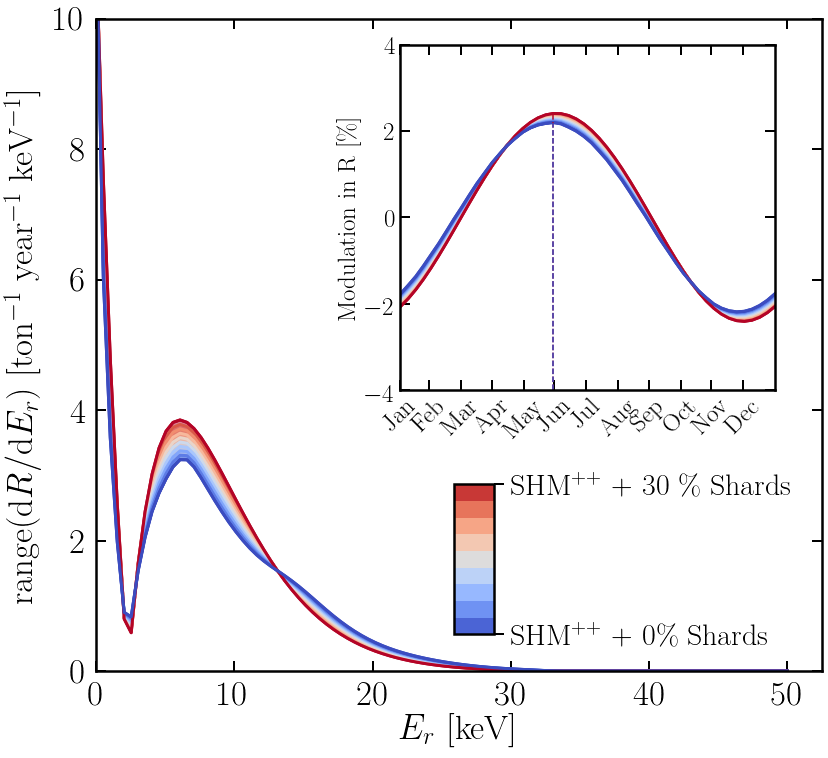 10
8
6
4
2
0
range(dR/dE_r) [ton⁻¹ year⁻¹ keV⁻¹]
4
2
0
−2
−4
Modulation in R [%]
Jan Feb Mar Apr May Jun Jul Aug Sep Oct Nov Dec
SHM⁺⁺ + 30 % Shards
SHM⁺⁺ + 0% Shards
0 10 20 30 40 50
E_r [keV]